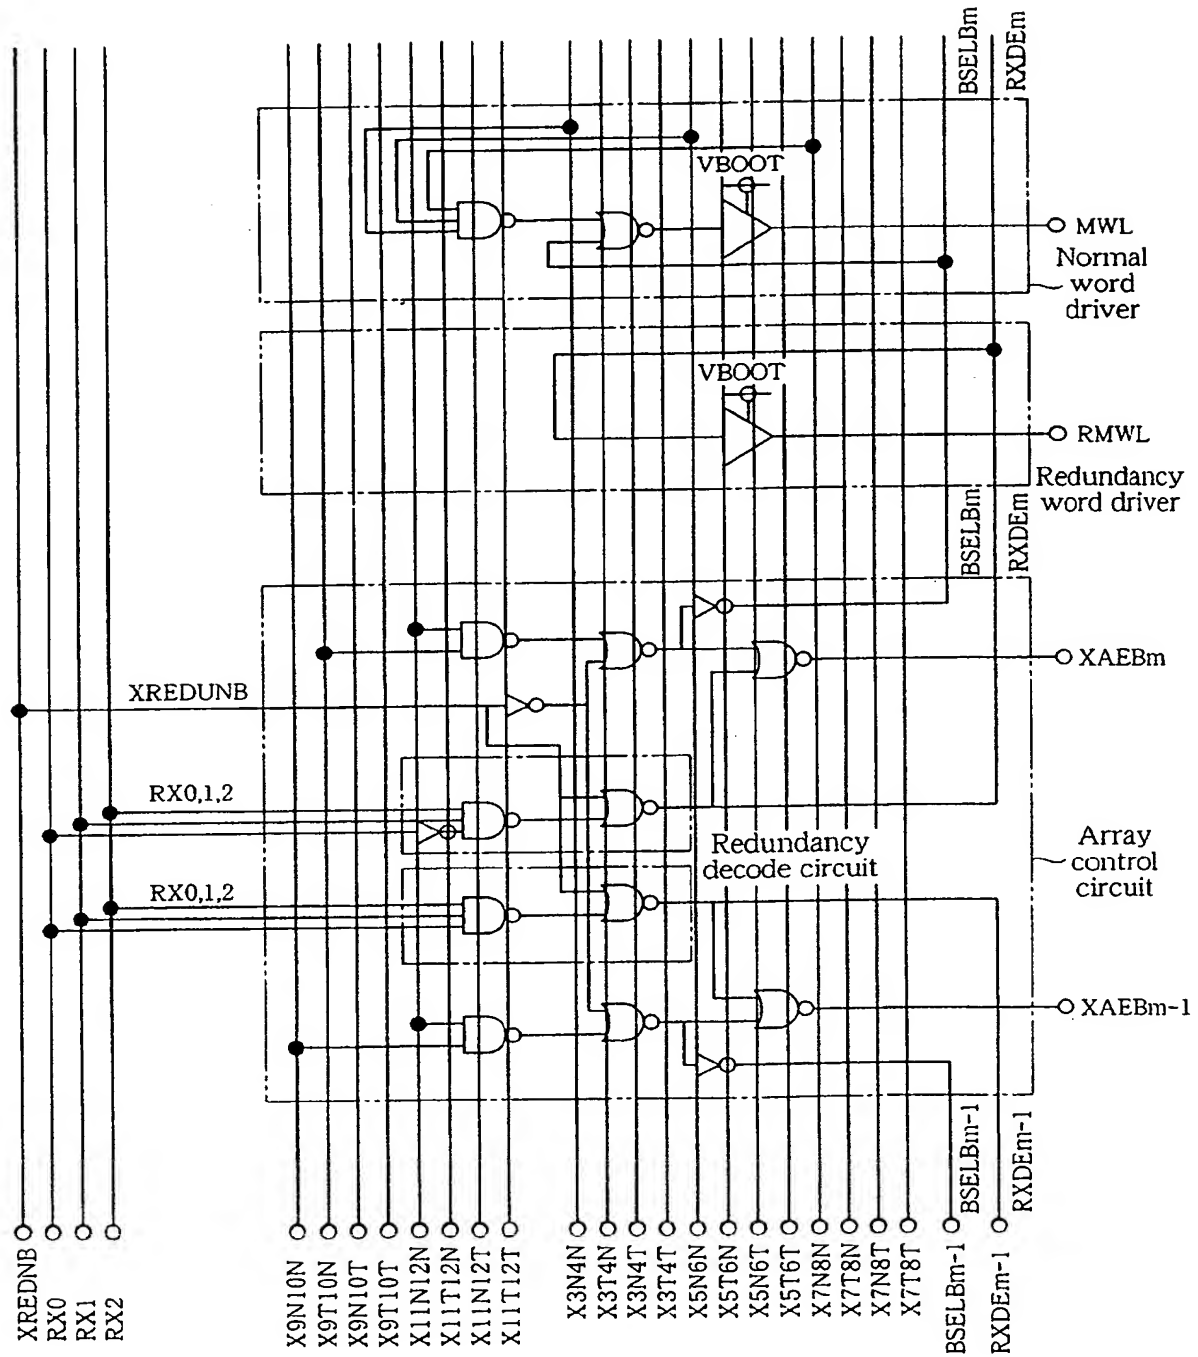 BSELBm
RXDEm
VBOOT
MWL
Normal
word
driver
VBOOT
RMWL
Redundancy
word driver
BSELBm
RXDEm
XAEBm
XREDUNB
RX0,1,2
Redundancy
decode circuit
Array
control
circuit
RX0,1,2
XAEBm-1
BSELBm-1
RXDEm-1
XREDNB
RX0
RX1
RX2
X9N10N
X9T10N
X9N10T
X9T10T
X11N12N
X11T12N
X11N12T
X11T12T
X3N4N
X3T4N
X3N4T
X3T4T
X5N6N
X5T6N
X5N6T
X5T6T
X7N8N
X7T8N
X7N8T
X7T8T
BSELBm-1
RXDEm-1